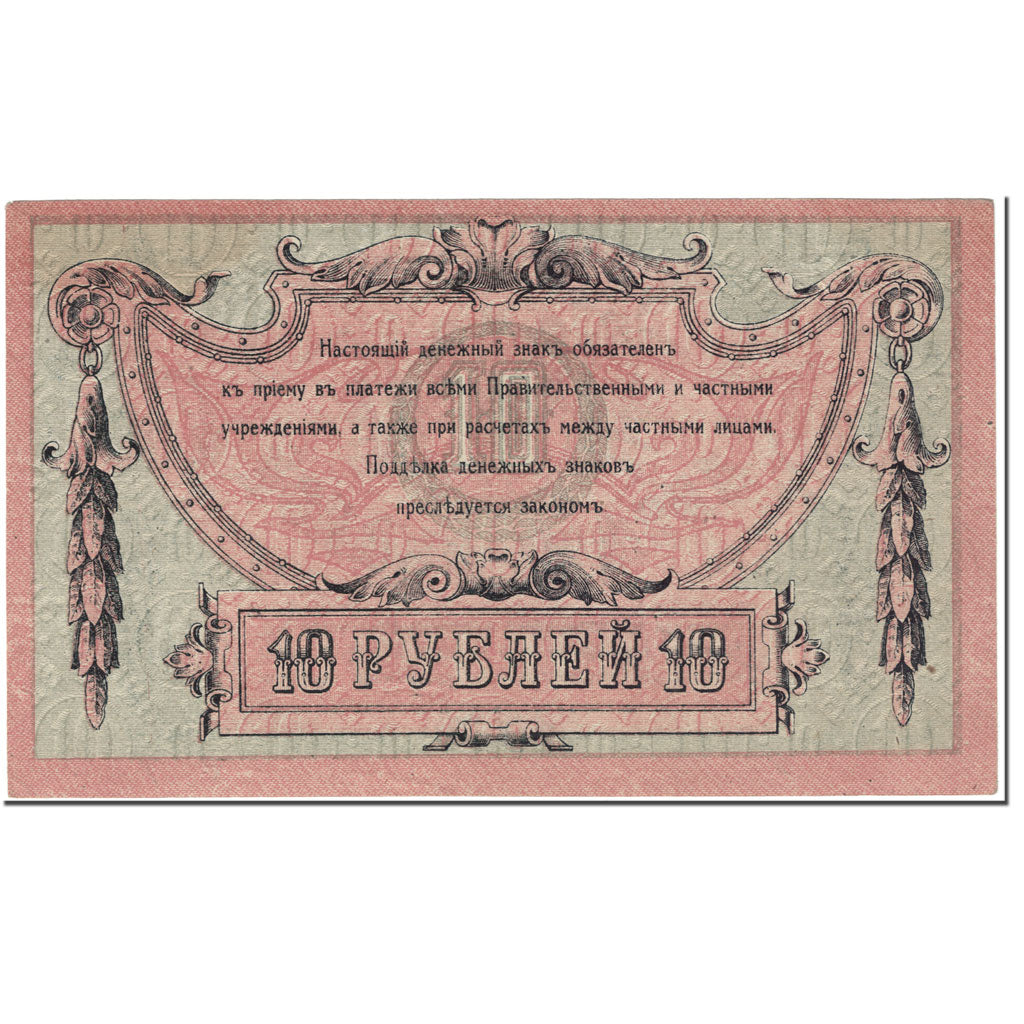 Настоящій денежный знакъ обязателенъ
къ пріему въ платежи всѣми Правительственными и частными
учрежденіями, а также при расчетахъ между частными лицами.
Поддѣлка денежныхъ знаковъ
преслѣдуется закономъ.
10 РУБЛЕЙ 10